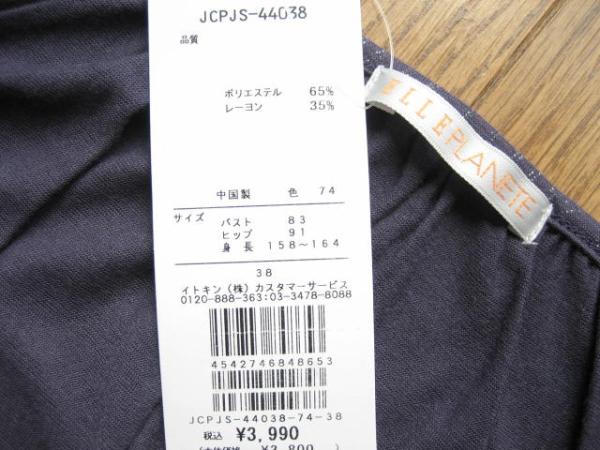 JCPJS-44038
品質
ポリエステル 65%
レーヨン 35%
中国製 色 74
サイズ バスト 83
ヒップ 91
身長 158~164
38
イトキン(株)カスタマーサービス
0120-888-363:03-3478-8088
4542746848653
JCPJS-44038-74-38
税込 ¥3,990
ELLEPLANETE